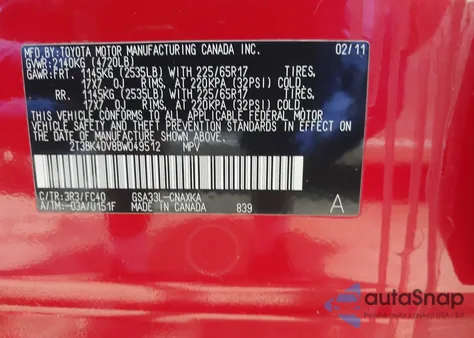 MFD.BY:TOYOTA MOTOR MANUFACTURING CANADA INC. 02/11
GVWR:2140KG (4720LB)
GAWR:FRT. 1145KG (2535LB) WITH 225/65R17 TIRES,
17X7 OJ RIMS, AT 220KPA (32PSI) COLD.
RR. 1145KG (2535LB) WITH 225/65R17 TIRES,
17X7 OJ RIMS, AT 220KPA (32PSI) COLD.
THIS VEHICLE CONFORMS TO ALL APPLICABLE FEDERAL MOTOR
VEHICLE SAFETY AND THEFT PREVENTION STANDARDS IN EFFECT ON
THE DATE OF MANUFACTURE SHOWN ABOVE.
2T3BK4DV8BW049512 MPV
C/TR:3R3/FC40 GSA33L-CNAXKA
A/TM:-03A/U151F MADE IN CANADA 839 A
autoSnap